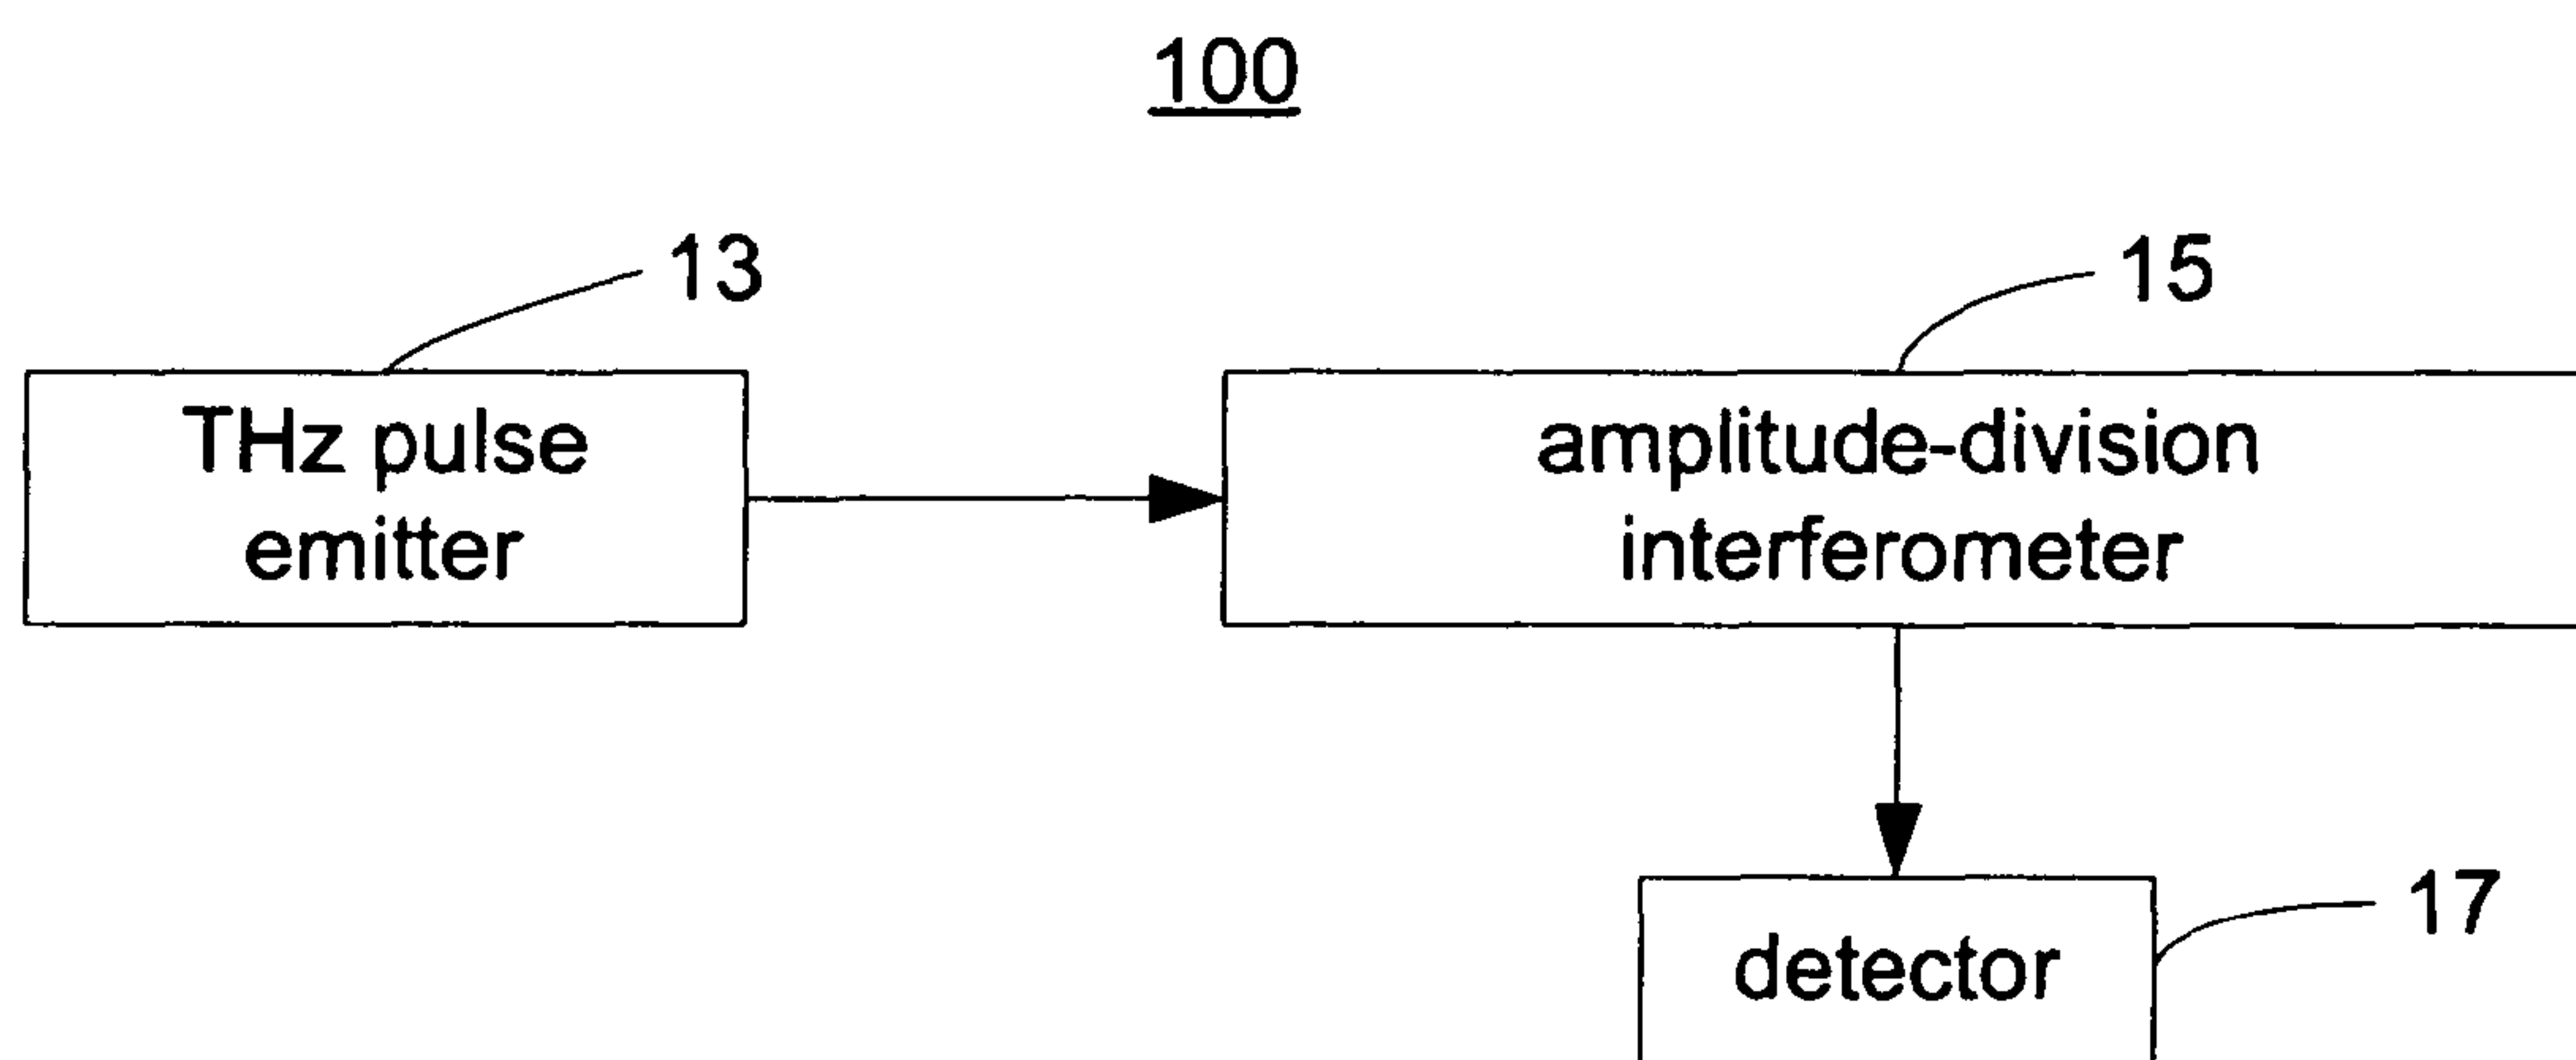 100
13
15
THz pulse
emitter
amplitude-division
interferometer
17
detector